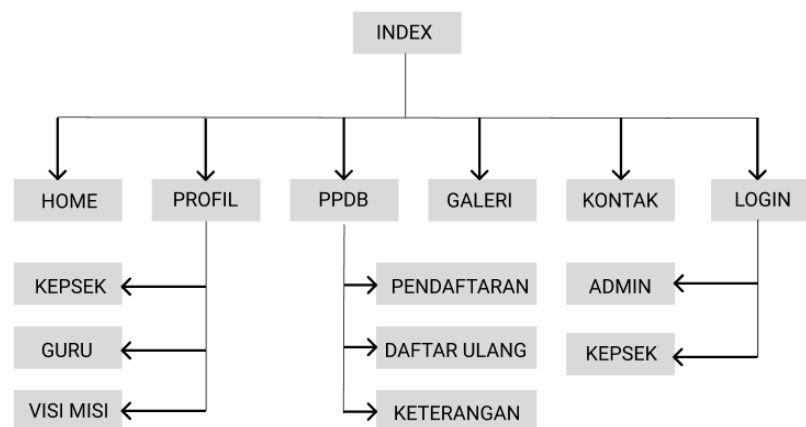 INDEX
HOME
PROFIL
PPDB
GALERI
KONTAK
LOGIN
KEPSEK
GURU
VISI MISI
PENDAFTARAN
DAFTAR ULANG
KETERANGAN
ADMIN
KEPSEK